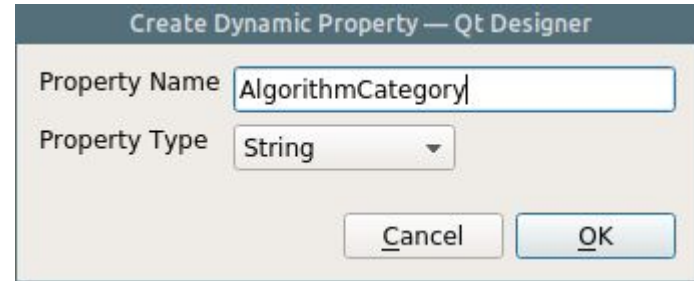 Create Dynamic Property — Qt Designer
Property Name AlgorithmCategory
Property Type String
Cancel OK